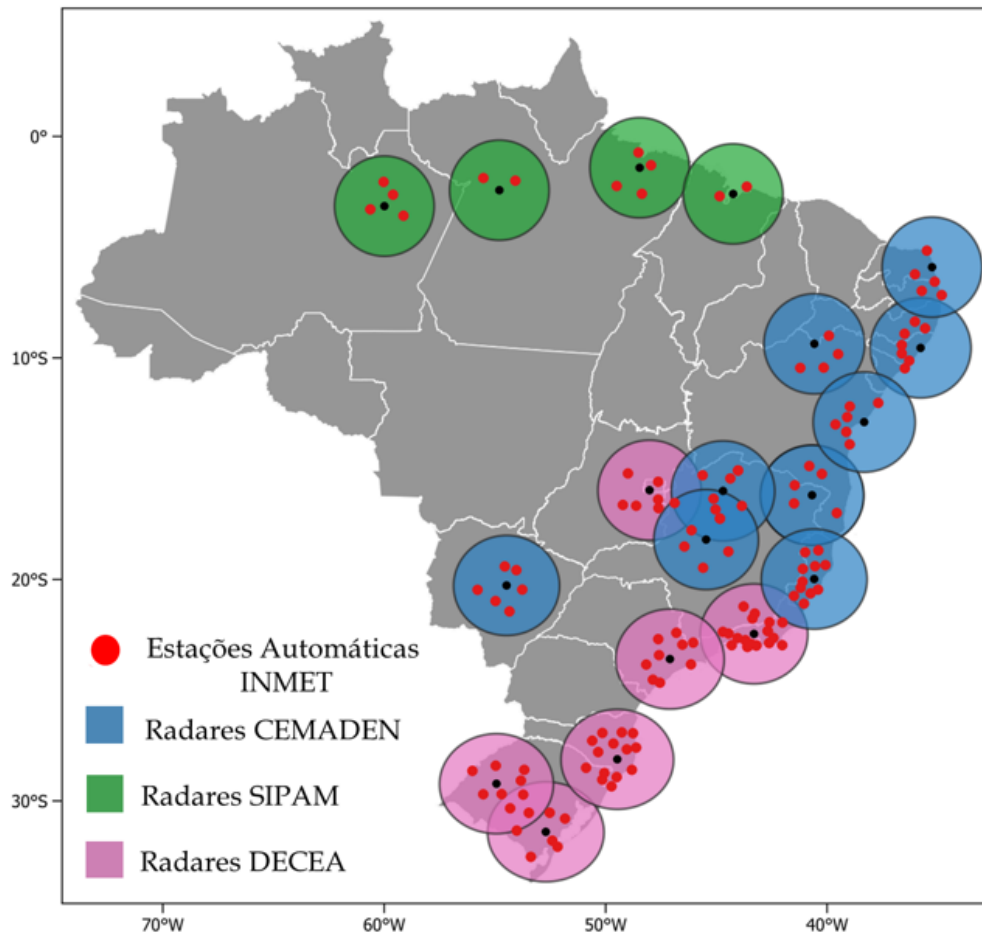 0°
10°S
20°S
30°S
Estações Automáticas
INMET
Radares CEMADEN
Radares SIPAM
Radares DECEA
70°W
60°W
50°W
40°W